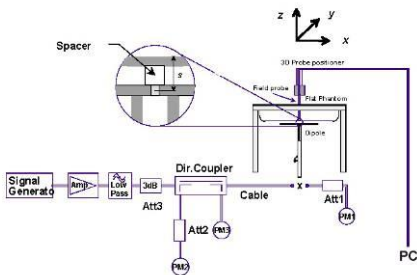 z
y
x
Spacer
s
3D Probe positioner
Field probe
Flat Phantom
Dipole
Signal
Generato
Amp
Low
Pass
3dB
Att3
Dir.Coupler
Cable
x
Att1
Att2
PM3
PM1
PM2
PC